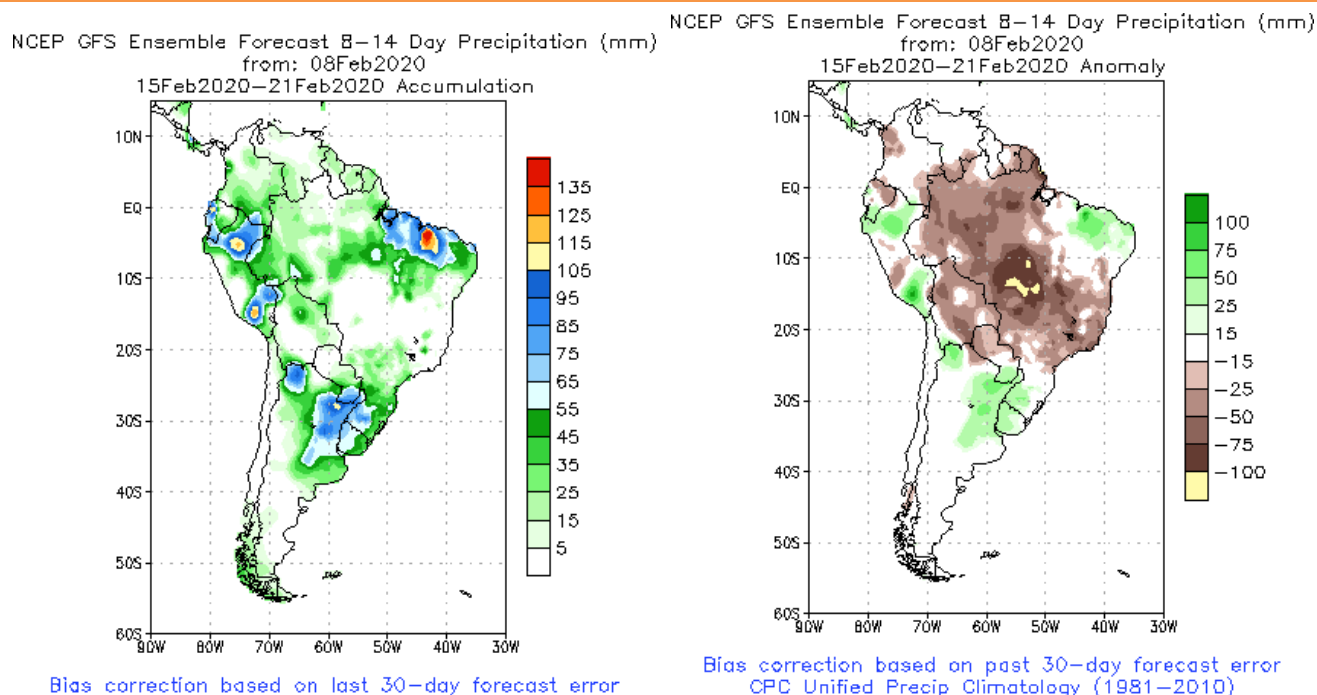 NCEP GFS Ensemble Forecast 8-14 Day Precipitation (mm)
from: 08Feb2020
15Feb2020-21Feb2020 Accumulation
10N
EQ
10S
20S
30S
40S
50S
60S
90W 80W 70W 60W 50W 40W 30W
135
125
115
105
95
85
75
65
55
45
35
25
15
5
Bias correction based on last 30-day forecast error
NCEP GFS Ensemble Forecast 8-14 Day Precipitation (mm)
from: 08Feb2020
15Feb2020-21Feb2020 Anomaly
10N
EQ
10S
20S
30S
40S
50S
60S
90W 80W 70W 60W 50W 40W 30W
100
75
50
25
15
-15
-25
-50
-75
-100
Bias correction based on past 30-day forecast error
CPC Unified Precip Climatology (1981-2010)